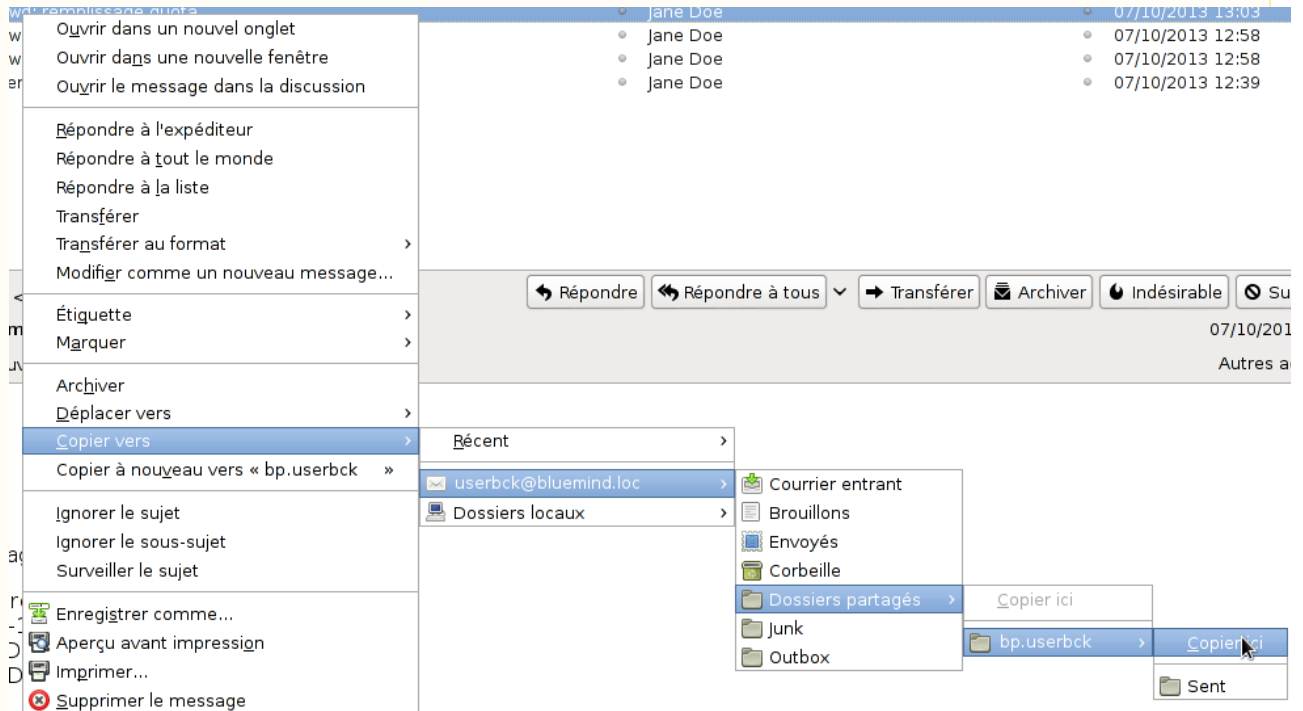 wd: remplissage quota Jane Doe 07/10/2013 13:03
w Jane Doe 07/10/2013 12:58
w Jane Doe 07/10/2013 12:58
er Jane Doe 07/10/2013 12:39
Ouvrir dans un nouvel onglet
Ouvrir dans une nouvelle fenêtre
Ouvrir le message dans la discussion
Répondre à l'expéditeur
Répondre à tout le monde
Répondre à la liste
Transférer
Transférer au format
Modifier comme un nouveau message...
Étiquette
Marquer
Archiver
Déplacer vers
Copier vers
Copier à nouveau vers « bp.userbck »
Ignorer le sujet
Ignorer le sous-sujet
Surveiller le sujet
Enregistrer comme...
Aperçu avant impression
Imprimer...
Supprimer le message
Répondre Répondre à tous Transférer Archiver Indésirable Su
07/10/201
Autres a
Récent
userbck@bluemind.loc
Dossiers locaux
Courrier entrant
Brouillons
Envoyés
Corbeille
Dossiers partagés
Junk
Outbox
Copier ici
bp.userbck
Copier ici
Sent